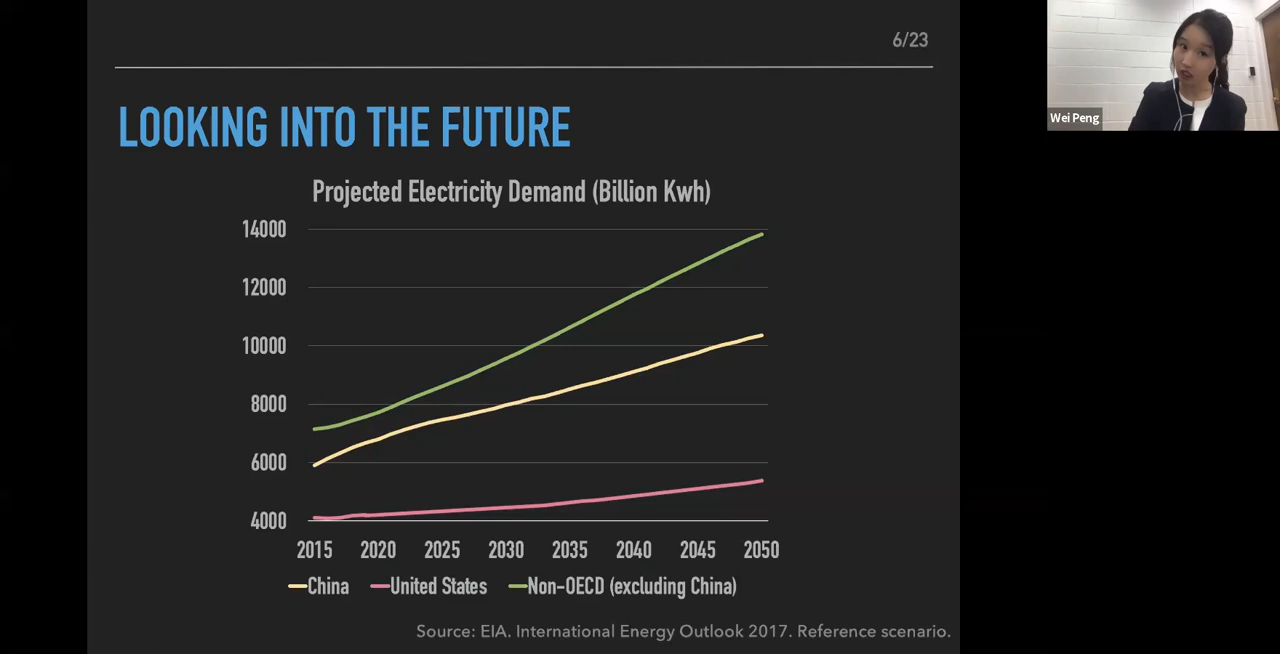 6/23
Wei Peng
LOOKING INTO THE FUTURE
Projected Electricity Demand (Billion Kwh)
14000
12000
10000
8000
6000
4000
2015 2020 2025 2030 2035 2040 2045 2050
China United States Non-OECD (excluding China)
Source: EIA. International Energy Outlook 2017. Reference scenario.